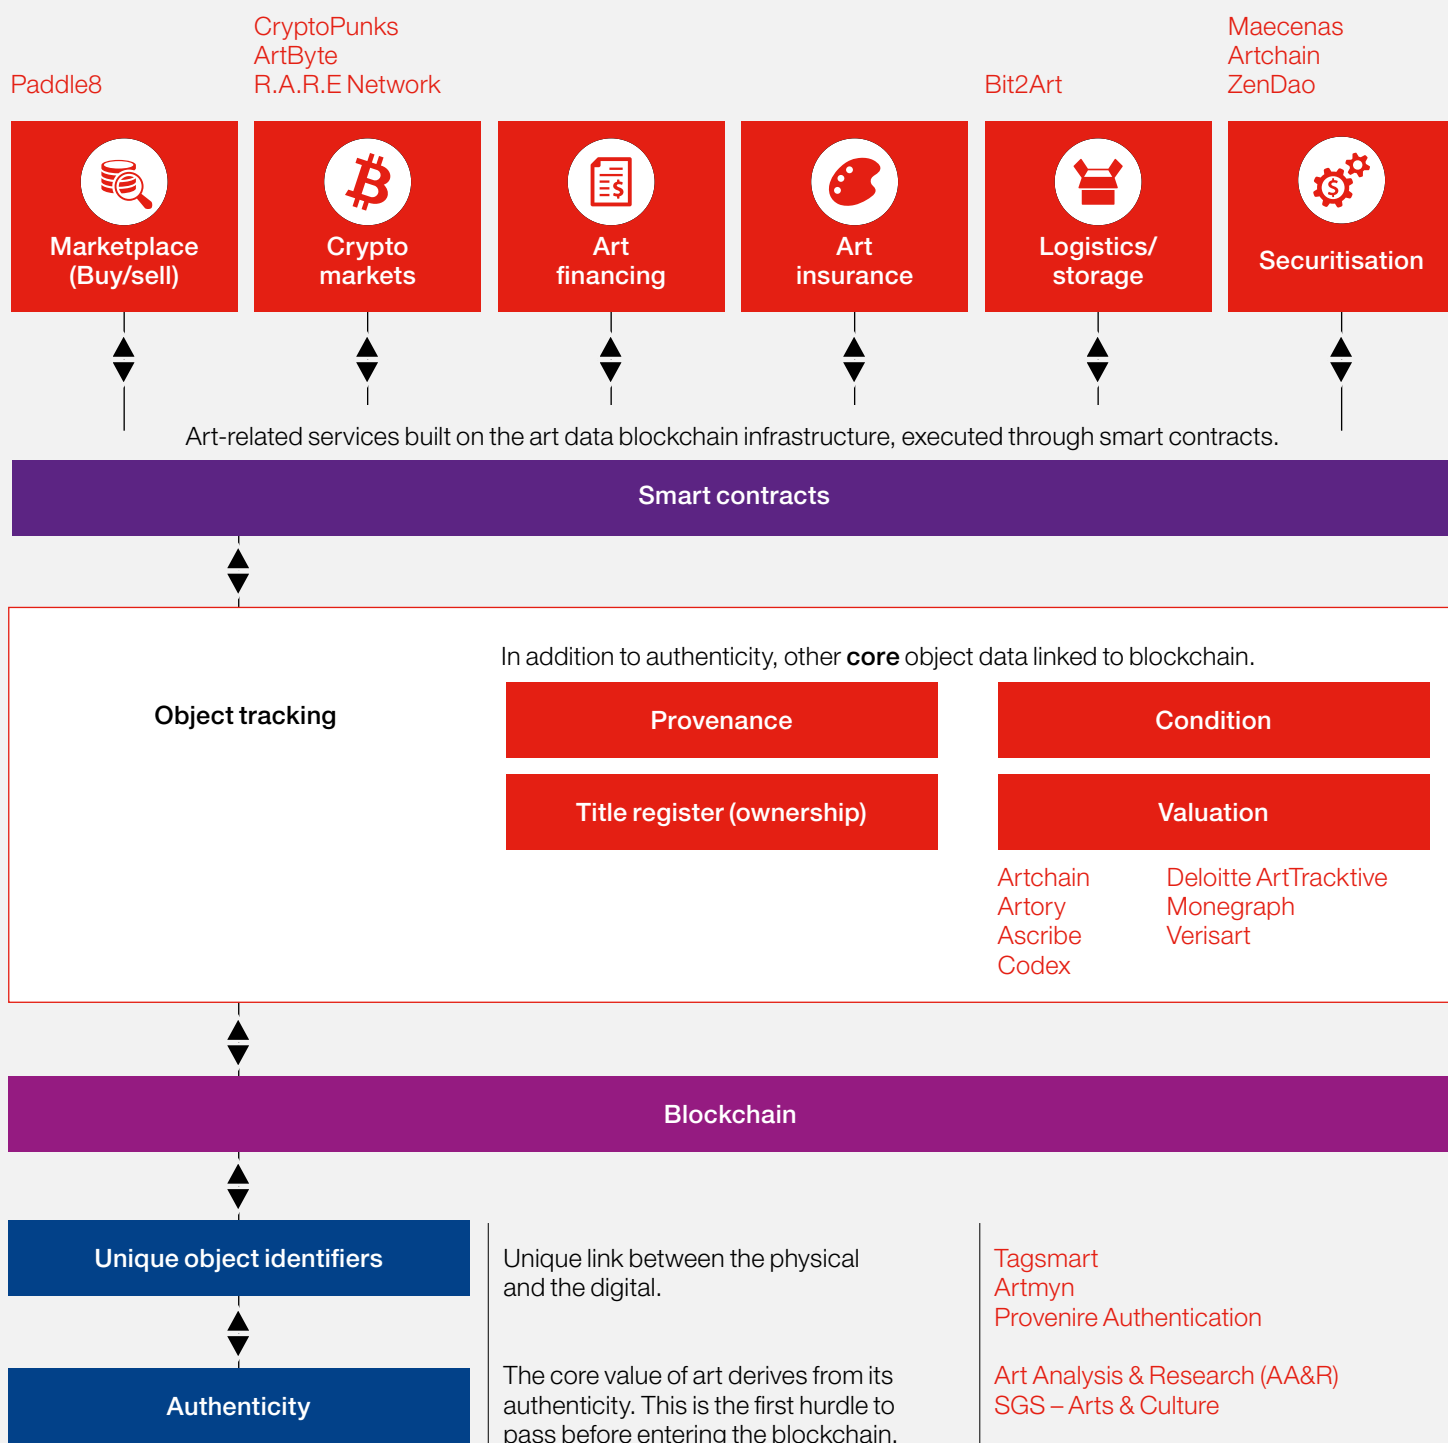 Paddle8
CryptoPunks
ArtByte
R.A.R.E Network
Bit2Art
Maecenas
Artchain
ZenDao
Marketplace
(Buy/sell)
Crypto
markets
Art
financing
Art
insurance
Logistics/
storage
Securitisation
Art-related services built on the art data blockchain infrastructure, executed through smart contracts.
Smart contracts
In addition to authenticity, other core object data linked to blockchain.
Object tracking
Provenance
Condition
Title register (ownership)
Valuation
Artchain
Artory
Ascribe
Codex
Deloitte ArtTracktive
Monegraph
Verisart
Blockchain
Unique object identifiers
Unique link between the physical
and the digital.
Tagsmart
Artmyn
Provenire Authentication
Authenticity
The core value of art derives from its
authenticity. This is the first hurdle to
pass before entering the blockchain.
Art Analysis & Research (AA&R)
SGS – Arts & Culture